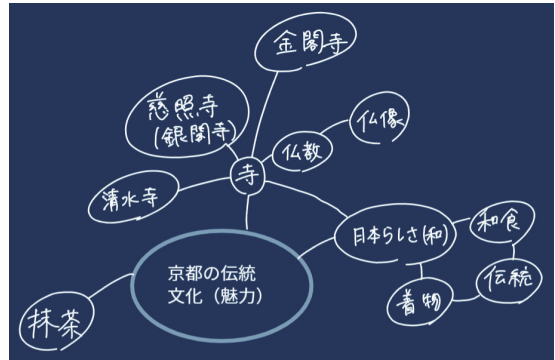 金閣寺
慈照寺
(銀閣寺)
仏像
仏教
寺
清水寺
日本らしさ(和)
和食
京都の伝統
文化（魅力）
伝統
着物
抹茶